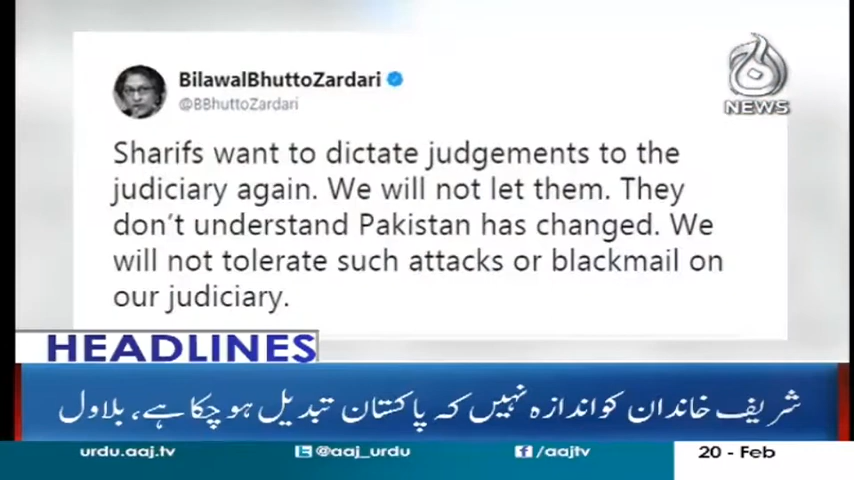 BilawalBhuttoZardari
@BBhuttoZardari
Sharifs want to dictate judgements to the
judiciary again. We will not let them. They
don't understand Pakistan has changed. We
will not tolerate such attacks or blackmail on
our judiciary.
NEWS
HEADLINES
شریف خاندان کو اندازہ نہیں کہ پاکستان تبدیل ہو چکا ہے، بلاول
urdu.aaj.tv
@aaj_urdu
/aajtv
20 - Feb